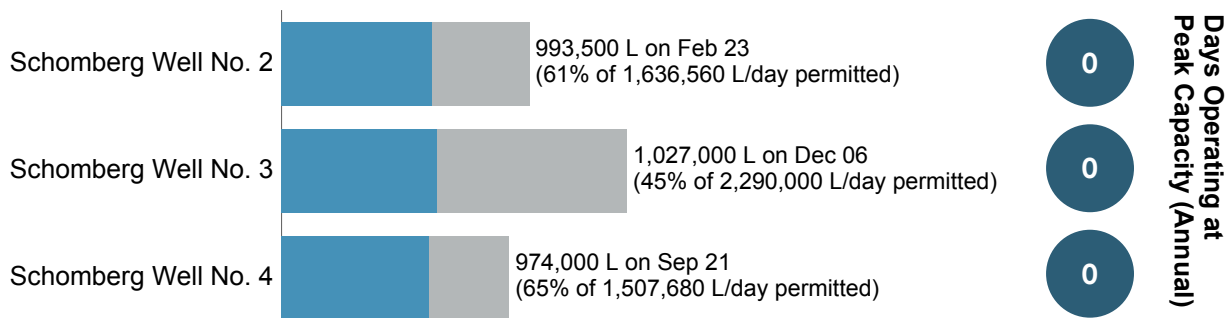 Schomberg Well No. 2
993,500 L on Feb 23
(61% of 1,636,560 L/day permitted)
0
Schomberg Well No. 3
1,027,000 L on Dec 06
(45% of 2,290,000 L/day permitted)
0
Schomberg Well No. 4
974,000 L on Sep 21
(65% of 1,507,680 L/day permitted)
0
Days Operating at
Peak Capacity (Annual)